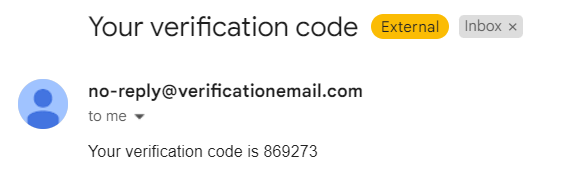 Your verification code External Inbox ×
no-reply@verificationemail.com
to me
Your verification code is 869273